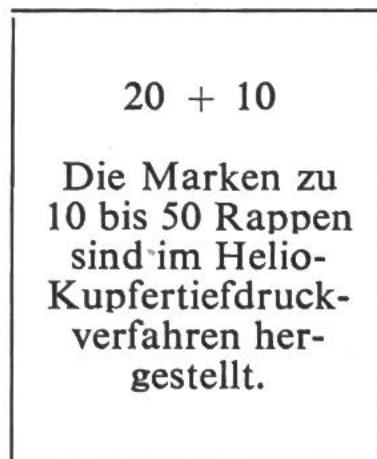 20 + 10
Die Marken zu
10 bis 50 Rappen
sind im Helio-
Kupfertiefdruck-
verfahren her-
gestellt.